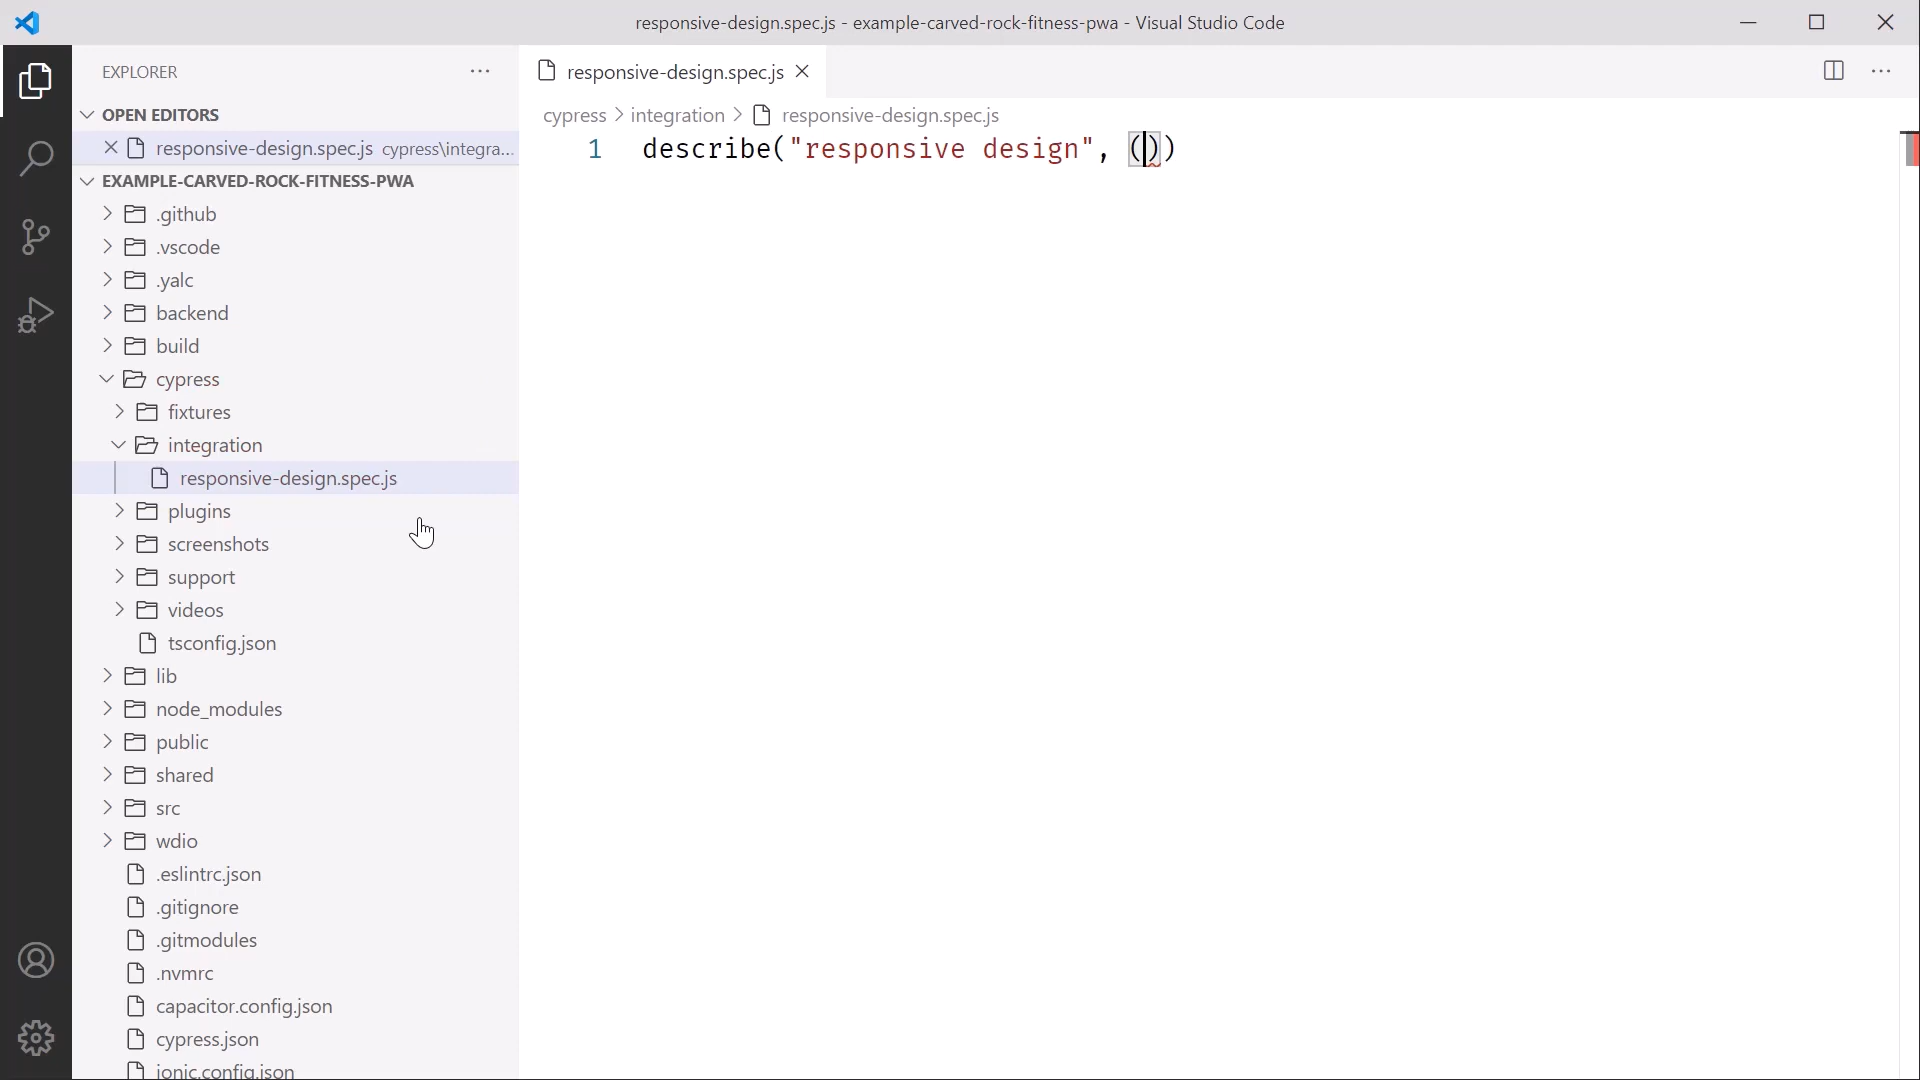 responsive-design.spec.js - example-carved-rock-fitness-pwa - Visual Studio Code
EXPLORER
responsive-design.spec.js
OPEN EDITORS
responsive-design.spec.js cypress\integra...
cypress > integration > responsive-design.spec.js
1 describe("responsive design", ())
EXAMPLE-CARVED-ROCK-FITNESS-PWA
.github
.vscode
.yalc
backend
build
cypress
fixtures
integration
responsive-design.spec.js
plugins
screenshots
support
videos
tsconfig.json
lib
node_modules
public
shared
src
wdio
.eslintrc.json
.gitignore
.gitmodules
.nvmrc
capacitor.config.json
cypress.json
ionic.config.json